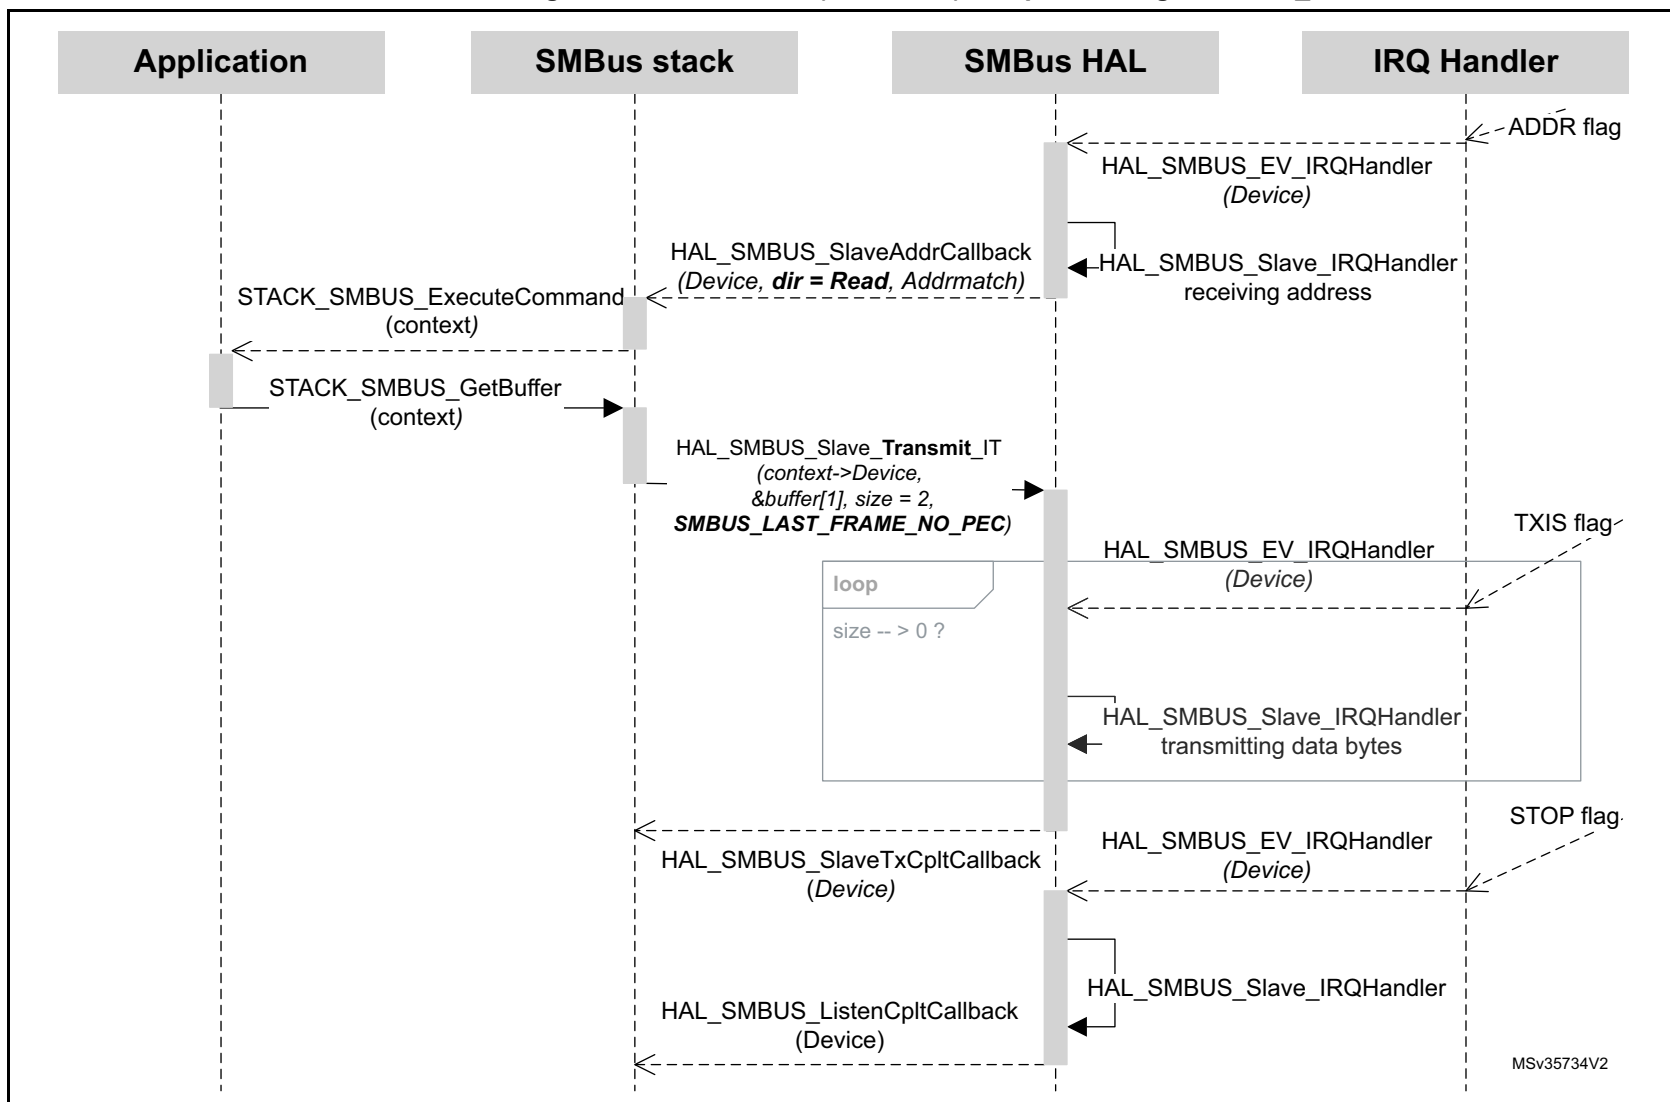 Application
SMBus stack
SMBus HAL
IRQ Handler
ADDR flag
HAL_SMBUS_EV_IRQHandler
(Device)
HAL_SMBUS_Slave_IRQHandler
receiving address
HAL_SMBUS_SlaveAddrCallback
(Device, dir = Read, Addrmatch)
STACK_SMBUS_ExecuteCommand
(context)
STACK_SMBUS_GetBuffer
(context)
HAL_SMBUS_Slave_Transmit_IT
(context->Device,
&buffer[1], size = 2,
SMBUS_LAST_FRAME_NO_PEC)
TXIS flag
HAL_SMBUS_EV_IRQHandler
(Device)
loop
size -- > 0 ?
HAL_SMBUS_Slave_IRQHandler
transmitting data bytes
STOP flag
HAL_SMBUS_EV_IRQHandler
(Device)
HAL_SMBUS_SlaveTxCpltCallback
(Device)
HAL_SMBUS_Slave_IRQHandler
HAL_SMBUS_ListenCpltCallback
(Device)
MSv35734V2